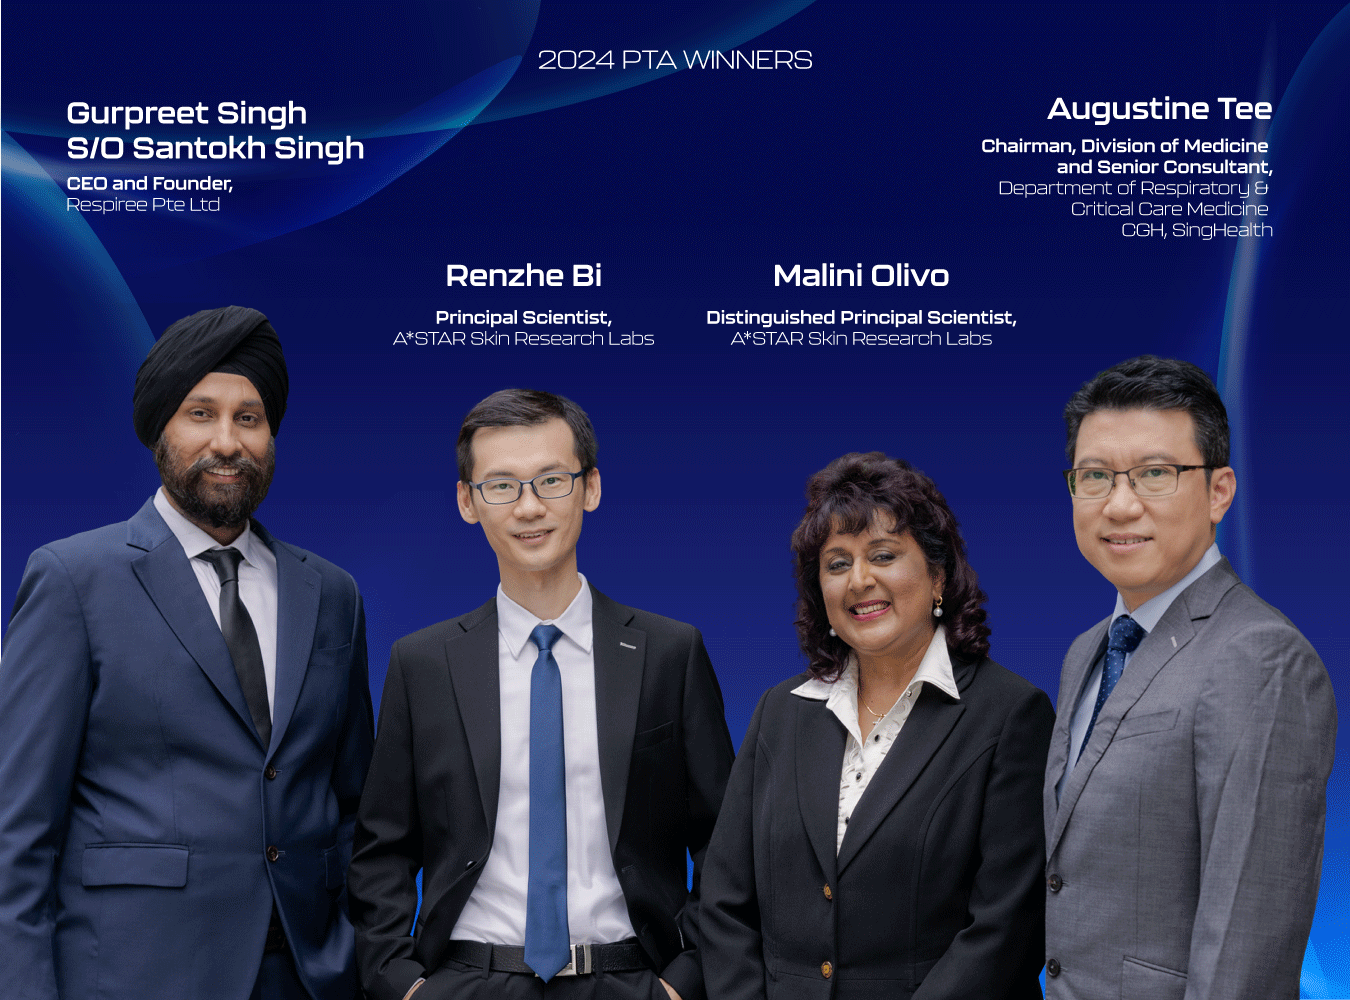 2024 PTA WINNERS
Gurpreet Singh
S/O Santokh Singh
CEO and Founder,
Respiree Pte Ltd
Augustine Tee
Chairman, Division of Medicine
and Senior Consultant,
Department of Respiratory &
Critical Care Medicine
CGH, SingHealth
Renzhe Bi
Principal Scientist,
A*STAR Skin Research Labs
Malini Olivo
Distinguished Principal Scientist,
A*STAR Skin Research Labs